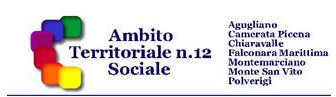 Ambito
Territoriale n.12
Sociale
Agugliano
Camerata Picena
Chiaravalle
Falconara Marittima
Montemarciano
Monte San Vito
Polverigi